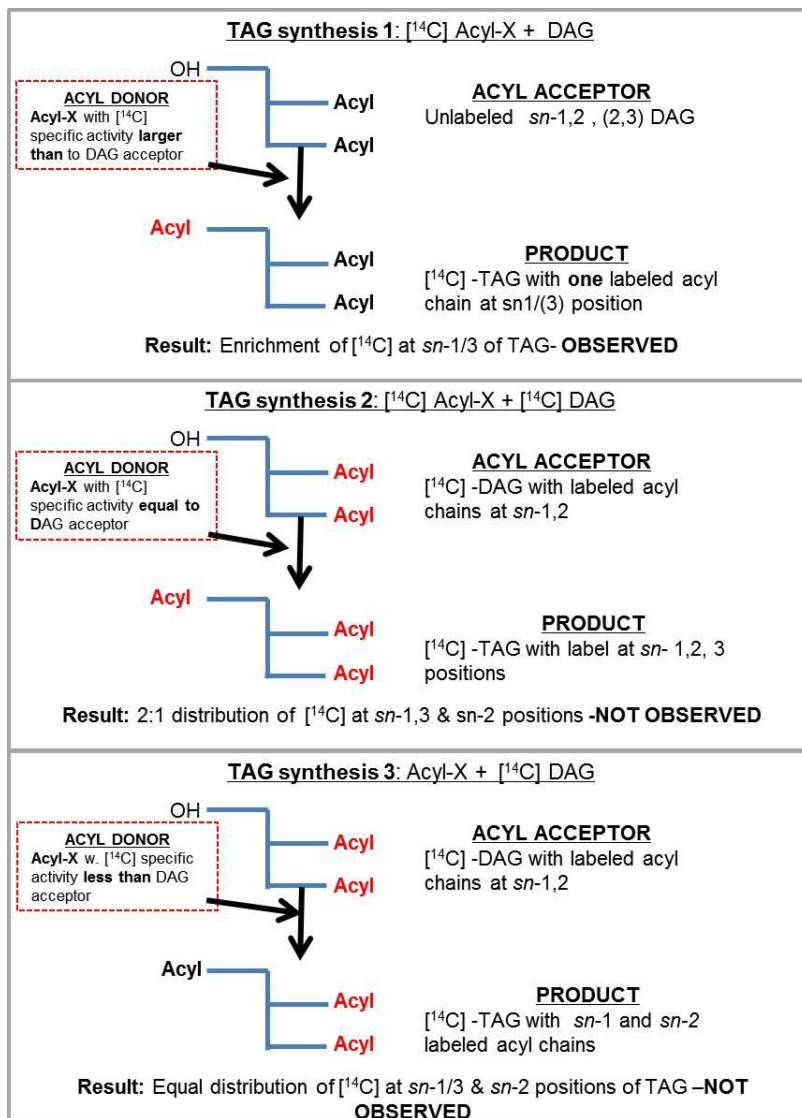 TAG synthesis 1: [14C] Acyl-X + DAG
OH
ACYL DONOR
Acyl-X with [14C]
specific activity larger
than to DAG acceptor
Acyl
Acyl
ACYL ACCEPTOR
Unlabeled sn-1,2 , (2,3) DAG
Acyl
Acyl
Acyl
PRODUCT
[14C] -TAG with one labeled acyl
chain at sn1/(3) position
Result: Enrichment of [14C] at sn-1/3 of TAG- OBSERVED
TAG synthesis 2: [14C] Acyl-X + [14C] DAG
OH
ACYL DONOR
Acyl-X with [14C]
specific activity equal to
DAG acceptor
Acyl
Acyl
ACYL ACCEPTOR
[14C] -DAG with labeled acyl
chains at sn-1,2
Acyl
Acyl
Acyl
PRODUCT
[14C] -TAG with label at sn- 1,2, 3
positions
Result: 2:1 distribution of [14C] at sn-1,3 & sn-2 positions -NOT OBSERVED
TAG synthesis 3: Acyl-X + [14C] DAG
OH
ACYL DONOR
Acyl-X w. [14C] specific
activity less than DAG
acceptor
Acyl
Acyl
ACYL ACCEPTOR
[14C] -DAG with labeled acyl
chains at sn-1,2
Acyl
Acyl
Acyl
PRODUCT
[14C] -TAG with sn-1 and sn-2
labeled acyl chains
Result: Equal distribution of [14C] at sn-1/3 & sn-2 positions of TAG –NOT
OBSERVED